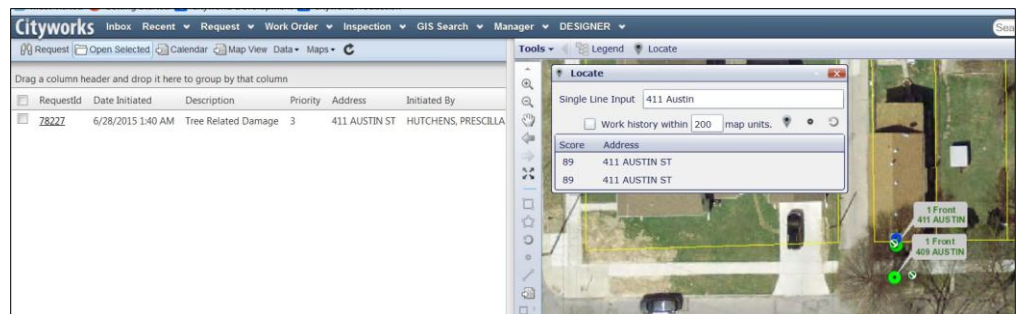 Cityworks Inbox Recent Request Work Order Inspection GIS Search Manager DESIGNER Sea
Request Open Selected Calendar Map View Data Maps
Tools Legend Locate
Drag a column header and drop it here to group by that column
RequestId Date Initiated Description Priority Address Initiated By
78227 6/28/2015 1:40 AM Tree Related Damage 3 411 AUSTIN ST HUTCHENS, PRESCILLA
Locate
Single Line Input 411 Austin
Work history within 200 map units.
Score Address
89 411 AUSTIN ST
89 411 AUSTIN ST
1 Front
411 AUSTIN
1 Front
409 AUSTIN